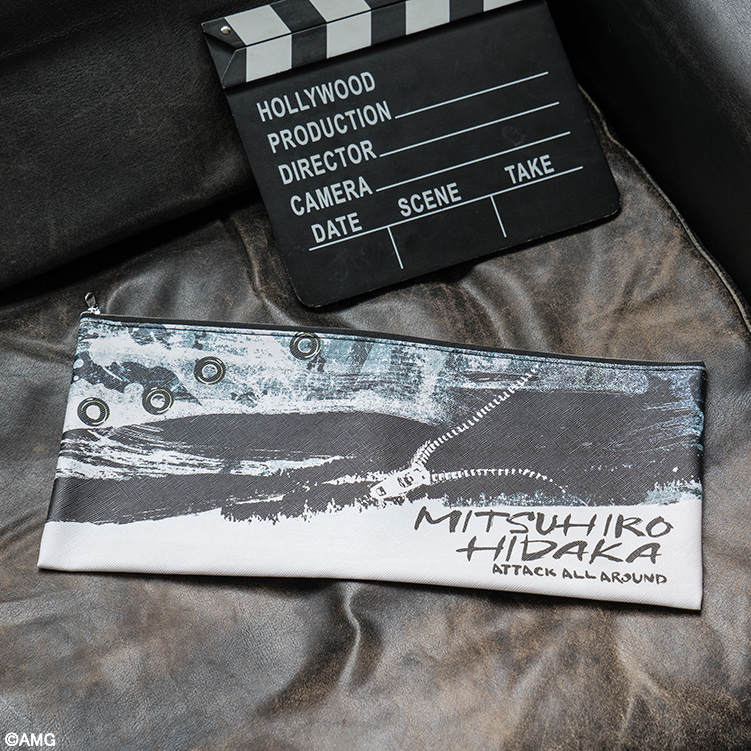 HOLLYWOOD
PRODUCTION
DIRECTOR
CAMERA
DATE SCENE TAKE
MITSUHIRO
HIDAKA
ATTACK ALL AROUND
©AMG